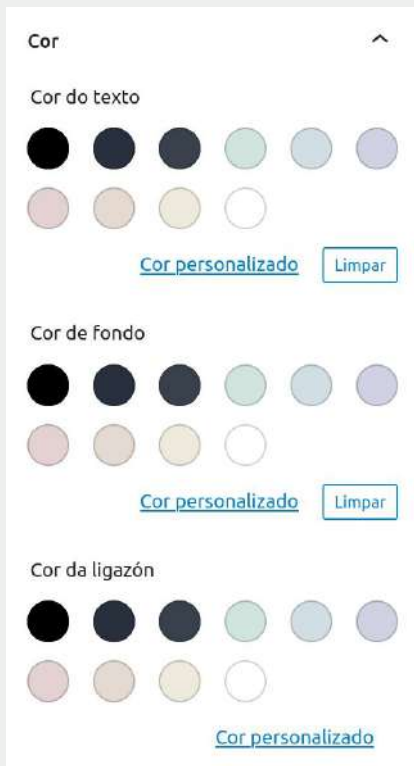 Cor
Cor do texto
Cor personalizado Limpar
Cor de fondo
Cor personalizado Limpar
Cor da ligazón
Cor personalizado